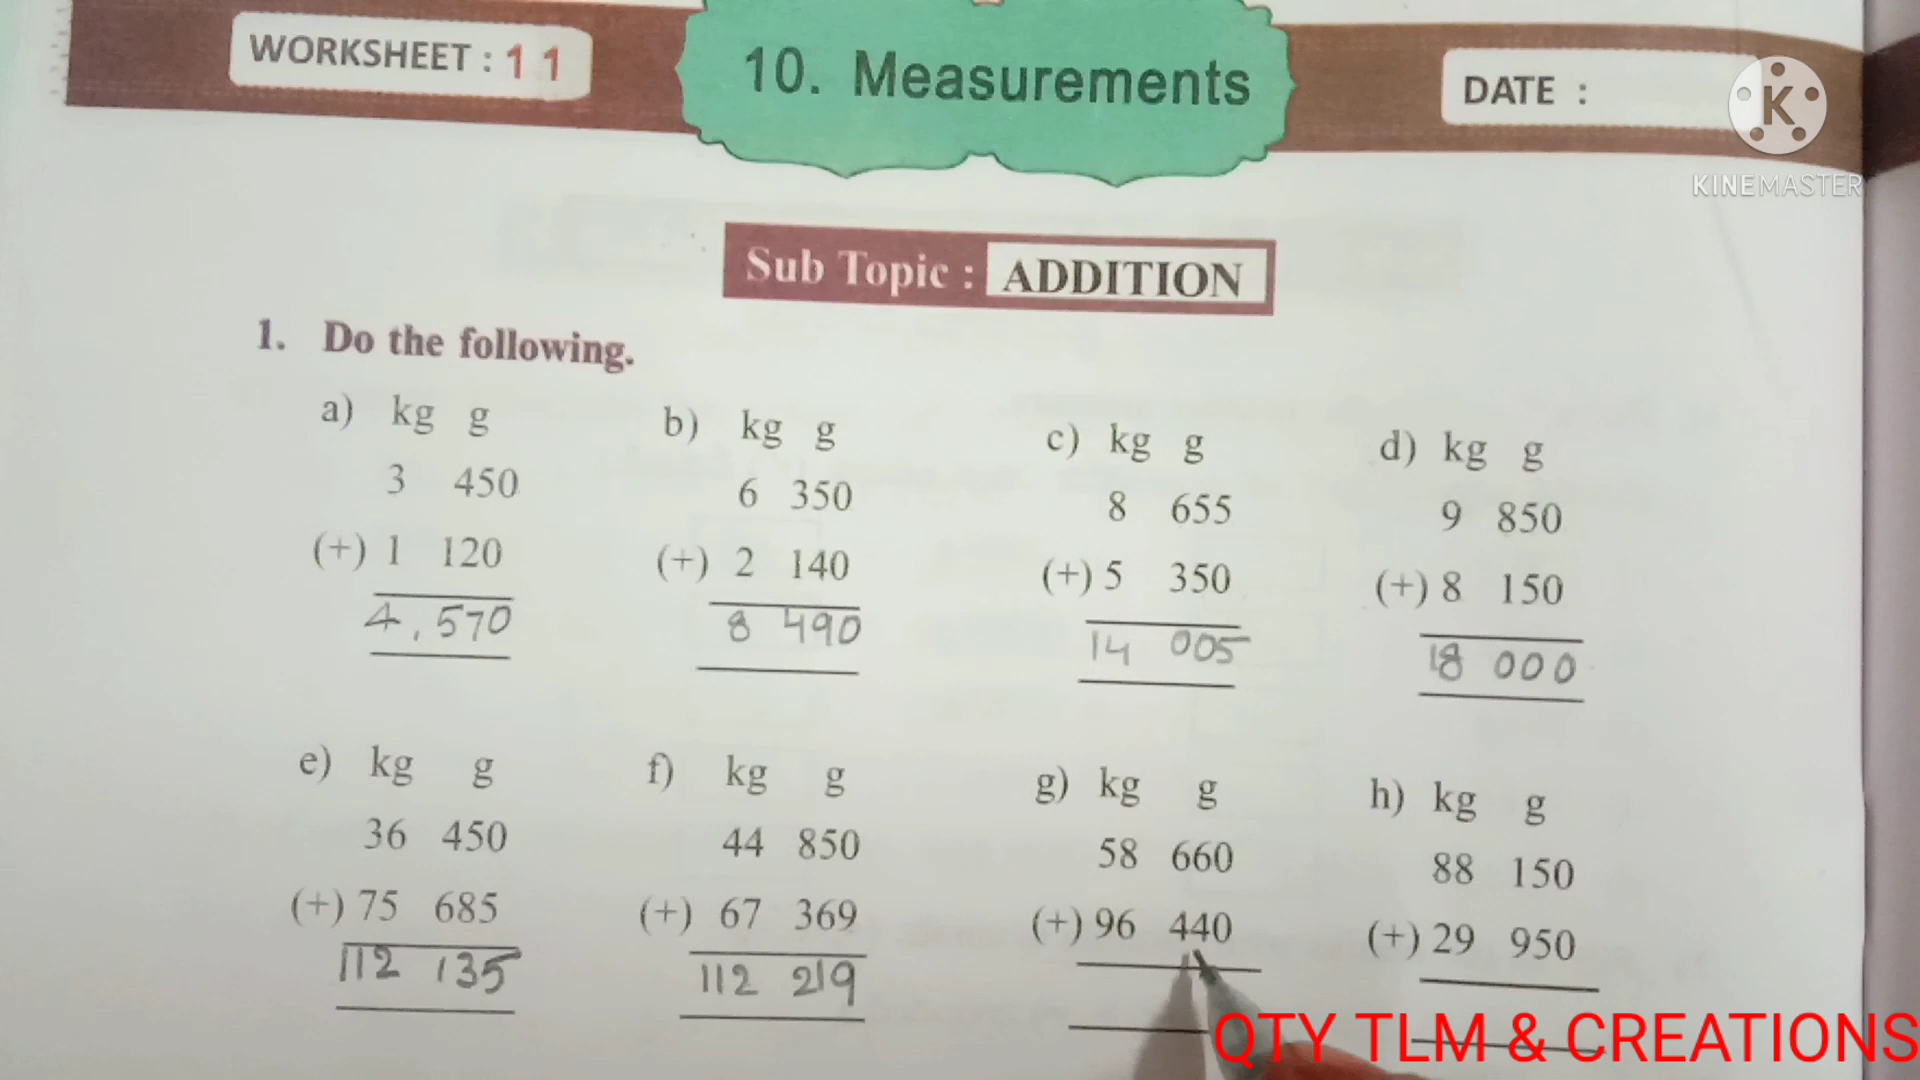 WORKSHEET : 11
10. Measurements
DATE :
K
KINEMASTER
Sub Topic : ADDITION
1. Do the following.
a) kg g
3 450
(+) 1 120
4,570
b) kg g
6 350
(+) 2 140
8 490
c) kg g
8 655
(+) 5 350
14 005
d) kg g
9 850
(+) 8 150
18 000
e) kg g
36 450
(+) 75 685
112 135
f) kg g
44 850
(+) 67 369
112 219
g) kg g
58 660
(+) 96 440
h) kg g
88 150
(+) 29 950
QTY TLM & CREATIONS